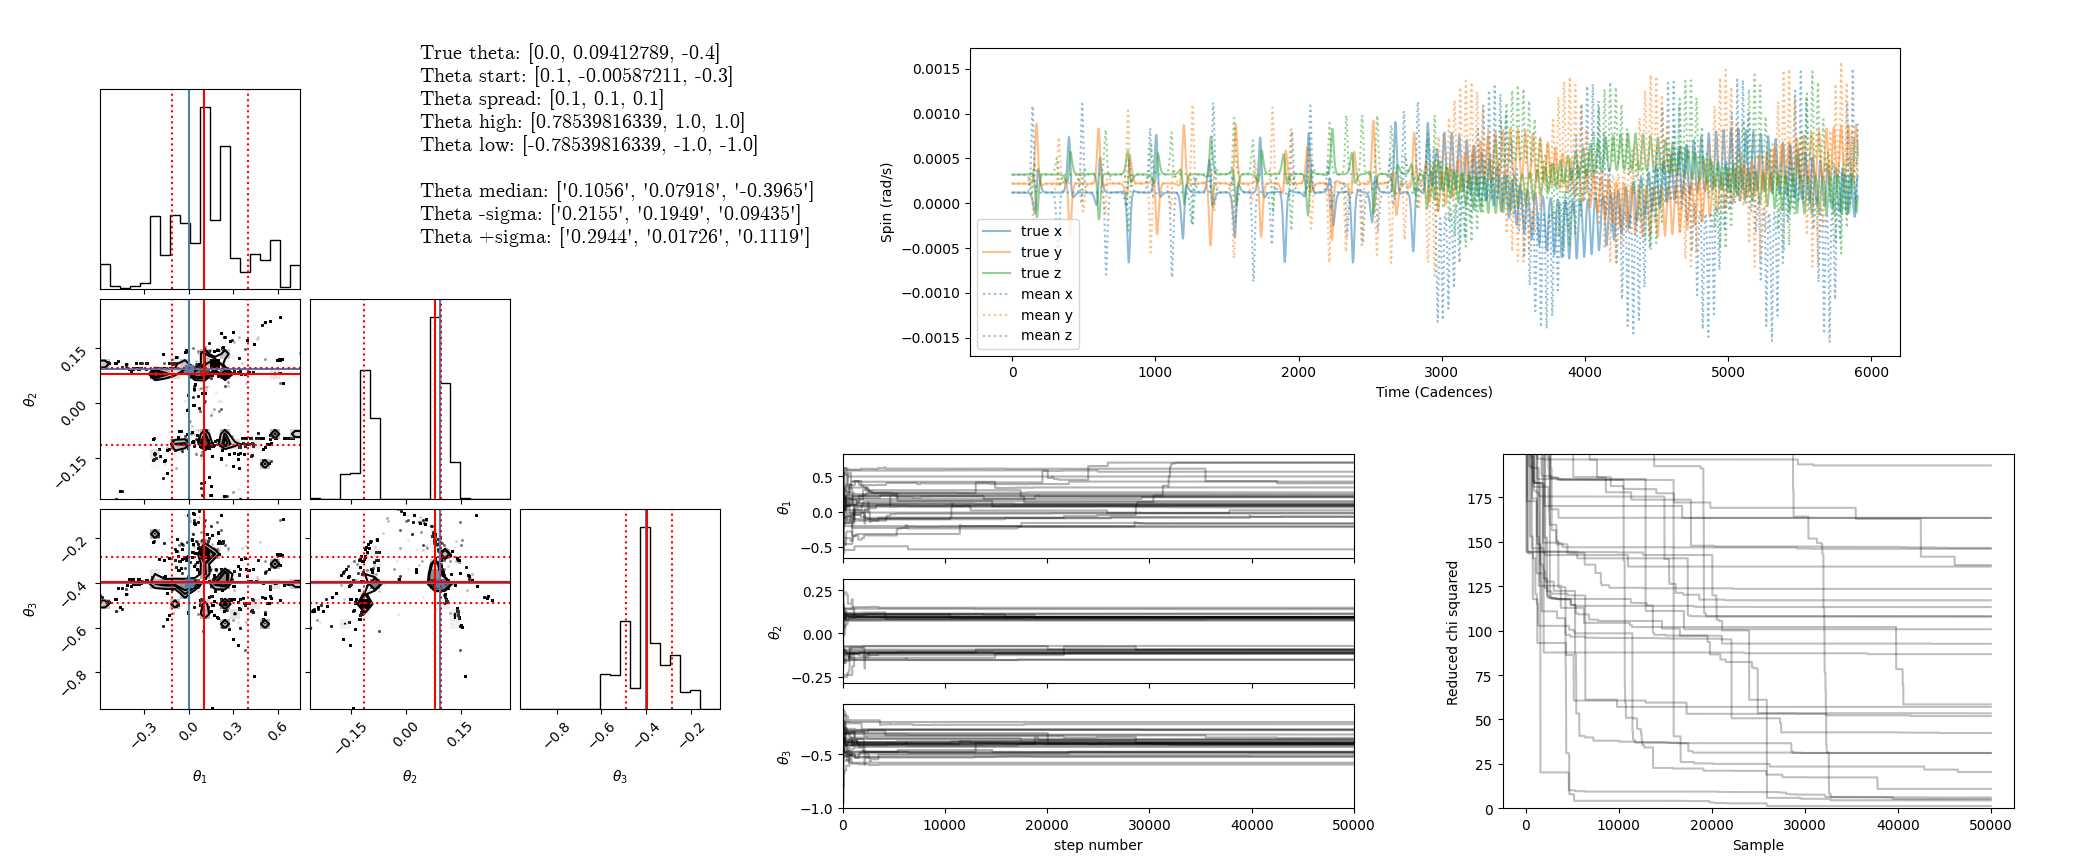 True theta: [0.0, 0.09412789, -0.4]
Theta start: [0.1, -0.00587211, -0.3]
Theta spread: [0.1, 0.1, 0.1]
Theta high: [0.78539816339, 1.0, 1.0]
Theta low: [-0.78539816339, -1.0, -1.0]
Theta median: ['0.1056', '0.07918', '-0.3965']
Theta -sigma: ['0.2155', '0.1949', '0.09435']
Theta +sigma: ['0.2944', '0.01726', '0.1119']
θ2
0.15
0.00
−0.15
θ3
−0.2
−0.4
−0.6
−0.8
−0.3
0.0
0.3
0.6
θ1
−0.15
0.00
0.15
θ2
−0.8
−0.6
−0.4
−0.2
θ3
Spin (rad/s)
0.0015
0.0010
0.0005
0.0000
−0.0005
−0.0010
−0.0015
true x
true y
true z
mean x
mean y
mean z
0
1000
2000
3000
4000
5000
6000
Time (Cadences)
θ1
0.5
0.0
−0.5
θ2
0.25
0.00
−0.25
θ3
−0.5
−1.0
0
10000
20000
30000
40000
50000
step number
Reduced chi squared
175
150
125
100
75
50
25
0
0
10000
20000
30000
40000
50000
Sample